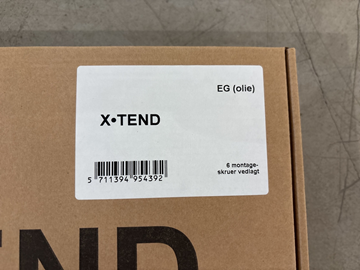 EG (olie)
X•TEND
5 711394 954392
6 montage-
skruer vedlagt
END